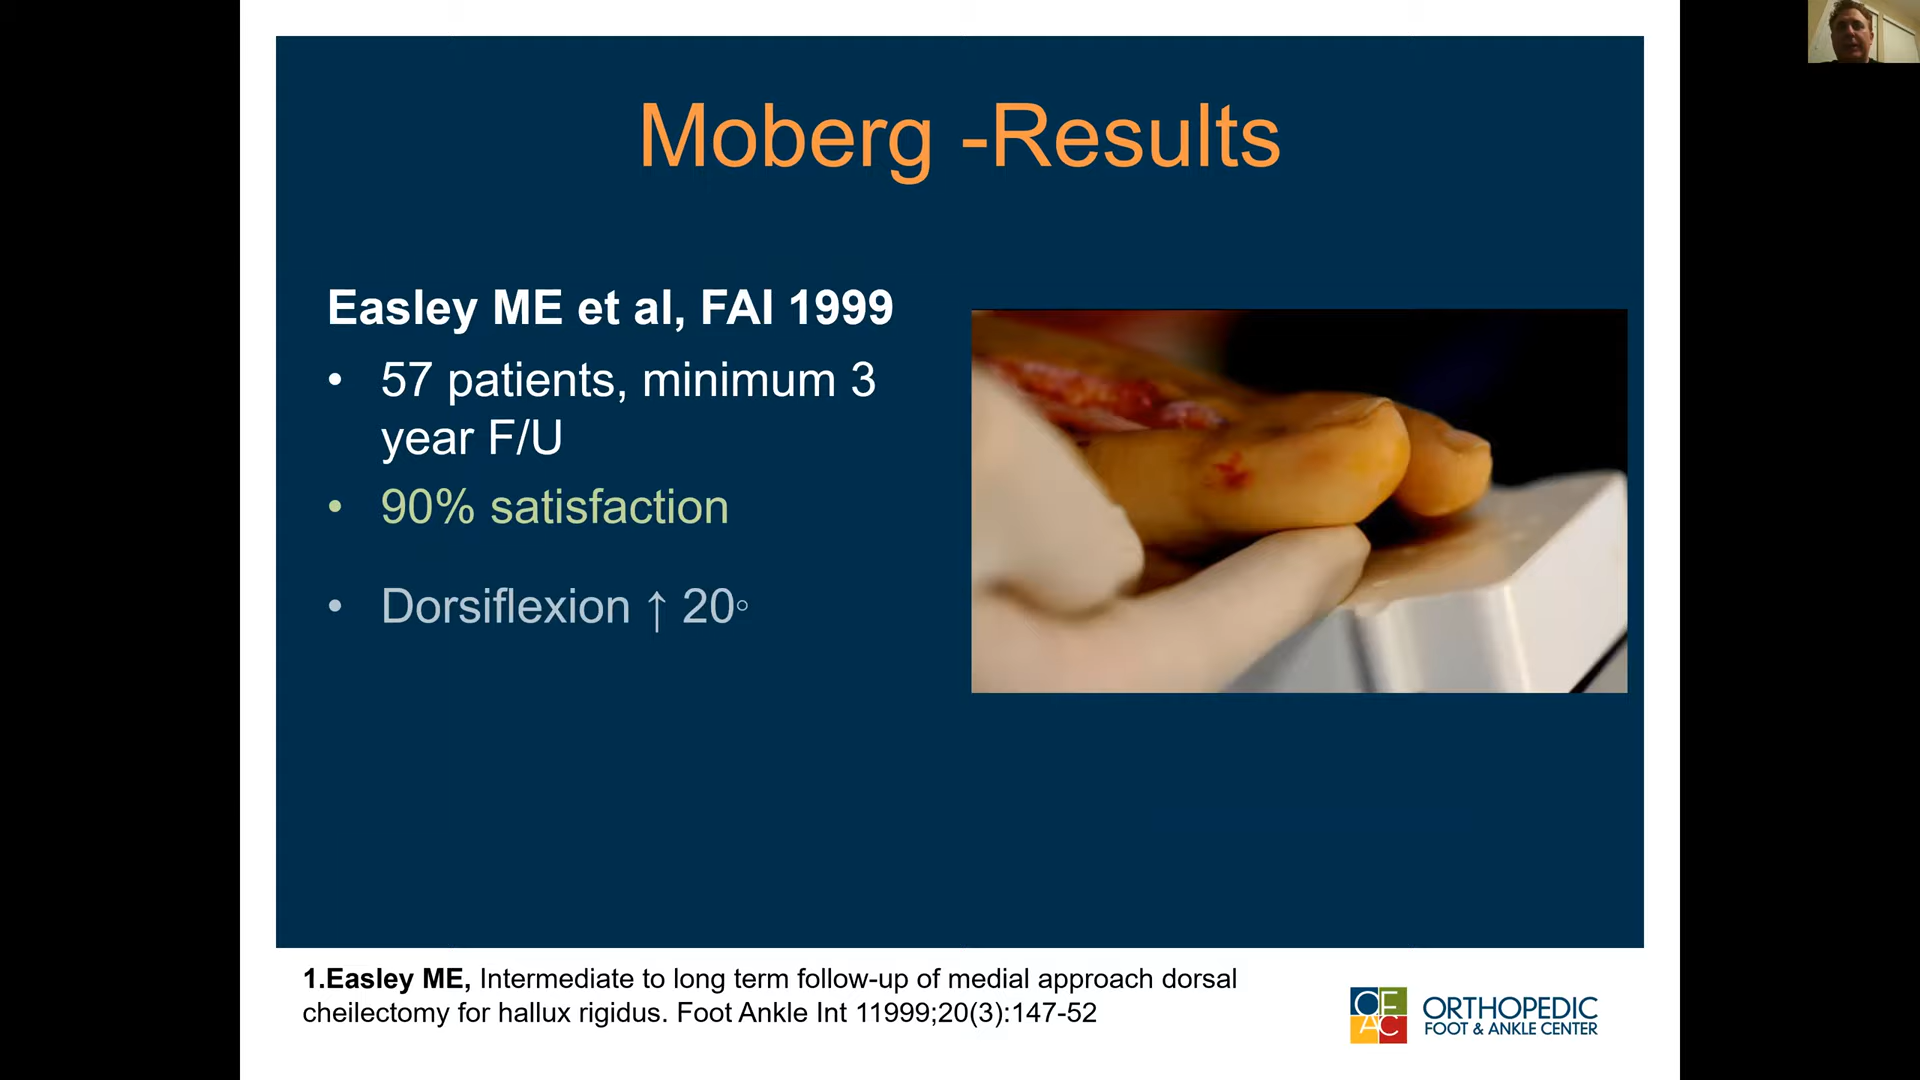 Moberg -Results
Easley ME et al, FAI 1999
• 57 patients, minimum 3
year F/U
• 90% satisfaction
• Dorsiflexion ↑ 20◦
1.Easley ME, Intermediate to long term follow-up of medial approach dorsal
cheilectomy for hallux rigidus. Foot Ankle Int 11999;20(3):147-52
OF
AC
ORTHOPEDIC
FOOT & ANKLE CENTER